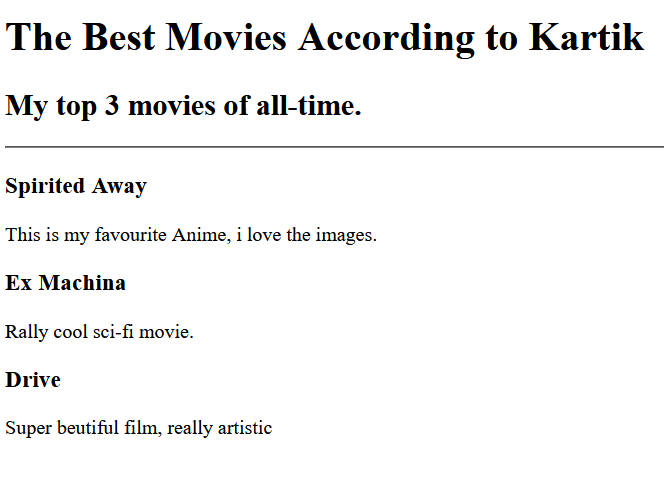 The Best Movies According to Kartik
My top 3 movies of all-time.
Spirited Away
This is my favourite Anime, i love the images.
Ex Machina
Rally cool sci-fi movie.
Drive
Super beutiful film, really artistic